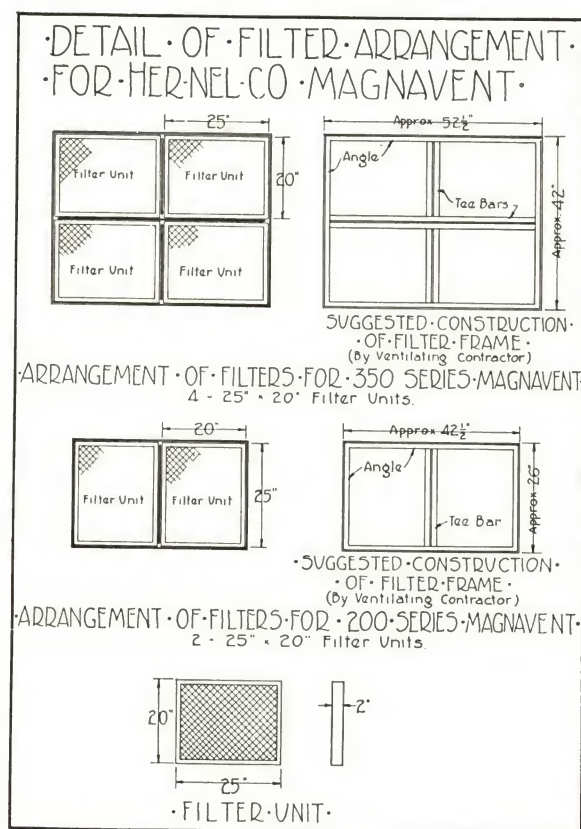 ·DETAIL·OF·FILTER·ARRANGEMENT·
·FOR·HER-NEL-CO·MAGNAVENT·
25"
20"
Filter Unit
Filter Unit
Filter Unit
Filter Unit
Approx 52½"
Angle
Tee Bars
Approx 42"
SUGGESTED·CONSTRUCTION
·OF·FILTER·FRAME·
(By Ventilating Contractor)
·ARRANGEMENT·OF·FILTERS·FOR·350 SERIES·MAGNAVENT·
4 - 25" × 20" Filter Units.
20"
25"
Filter Unit
Filter Unit
Approx 42½"
Angle
Tee Bar
Approx 26"
·SUGGESTED·CONSTRUCTION·
·OF·FILTER·FRAME·
(By Ventilating Contractor)
·ARRANGEMENT·OF·FILTERS·FOR·200·SERIES·MAGNAVENT·
2 - 25" × 20" Filter Units.
20"
2"
25"
·FILTER·UNIT·